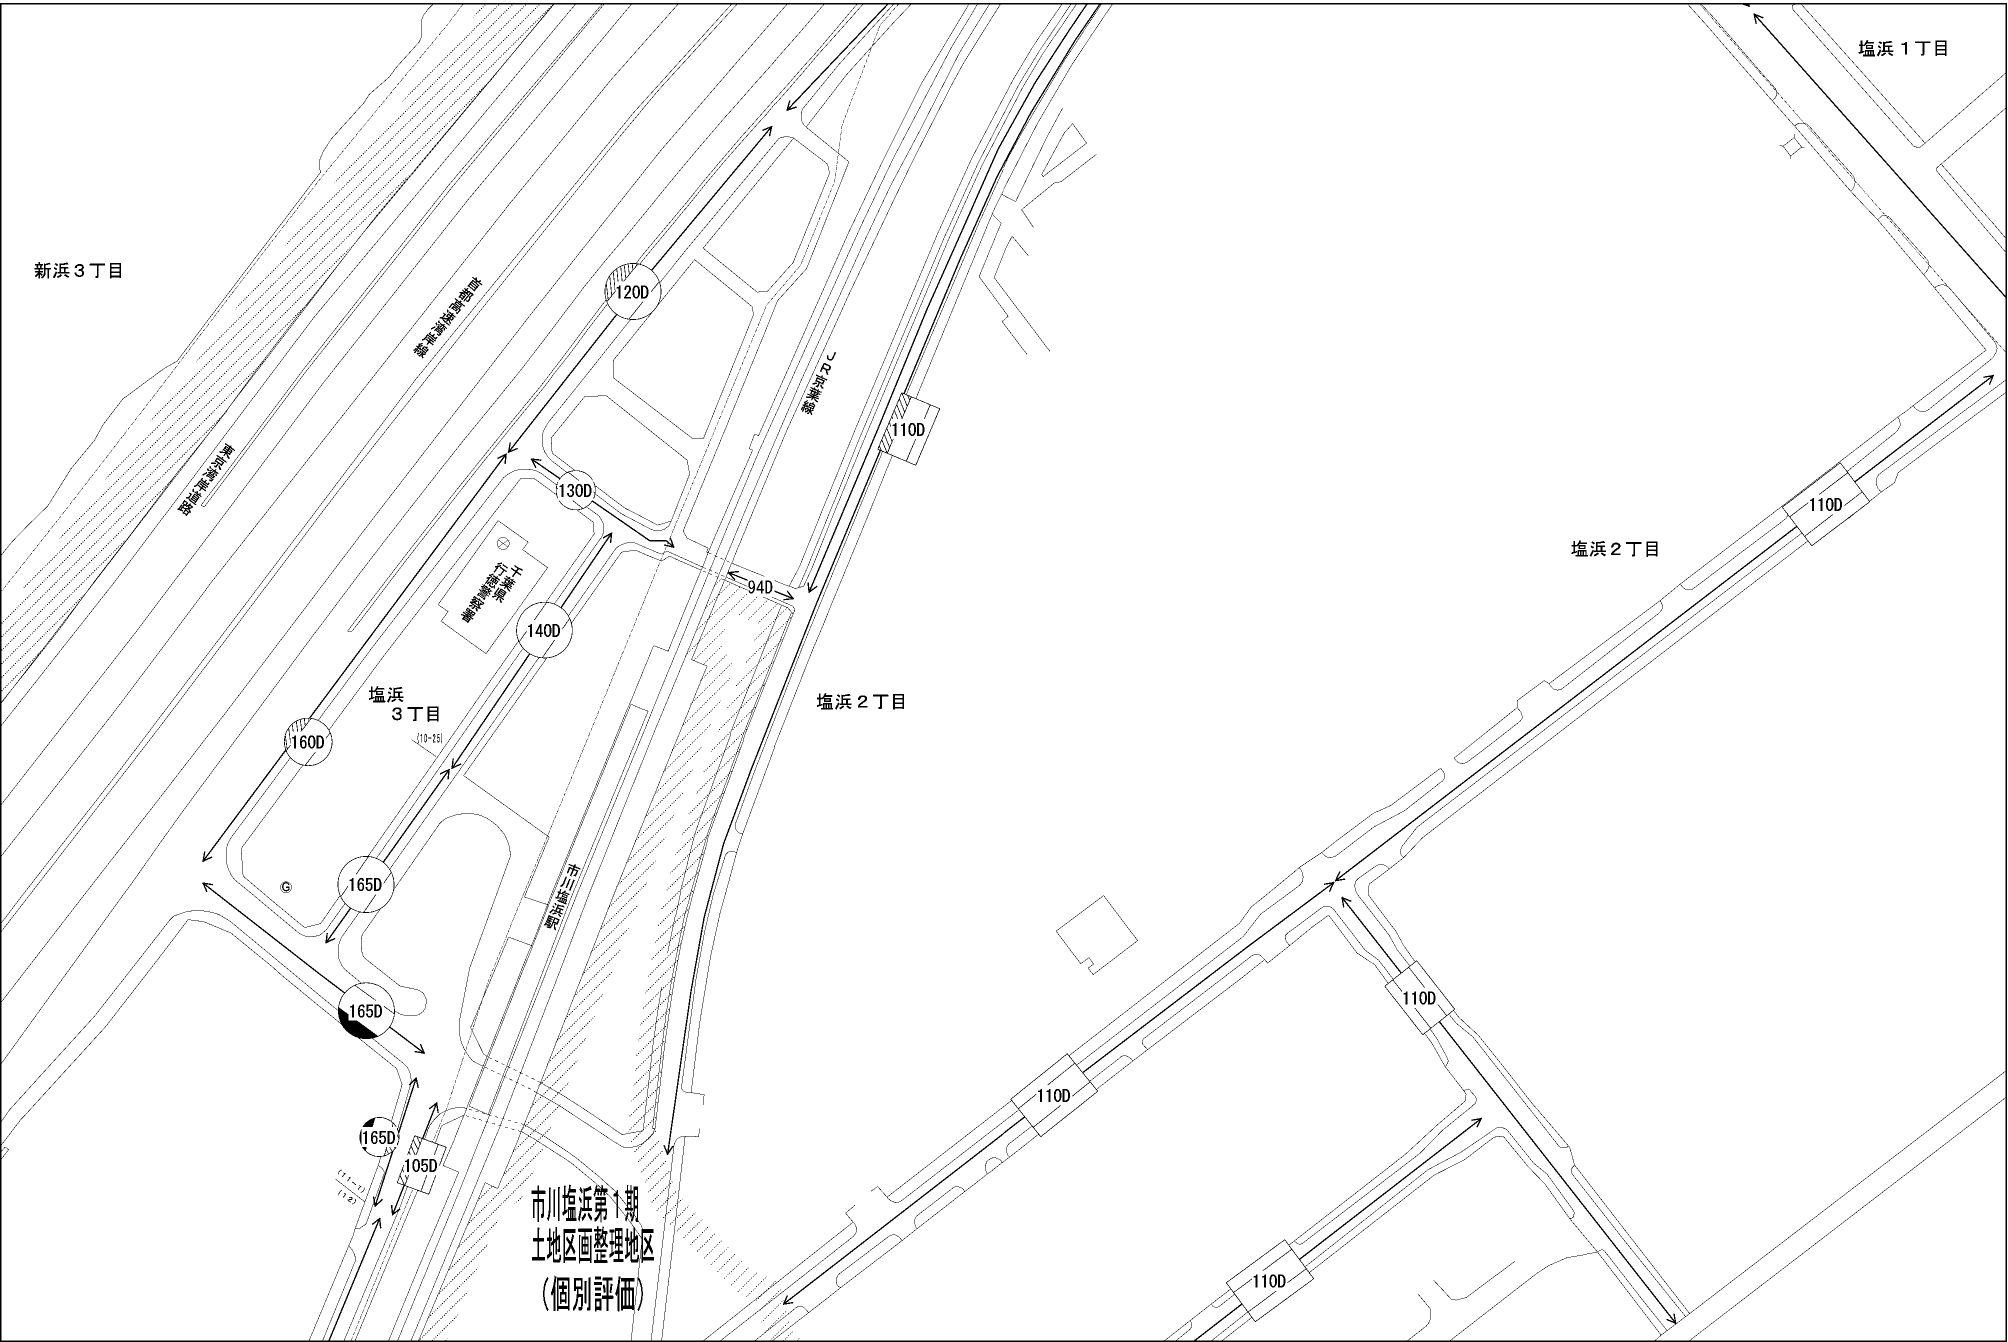 塩浜１丁目
新浜３丁目
首都高速湾岸線
120D
JR京葉線
110D
東京湾岸道路
130D
110D
塩浜２丁目
千葉県
行徳警察署
94D
140D
塩浜
３丁目
塩浜２丁目
(10-25)
160D
165D
G
市川塩浜駅
110D
165D
110D
165D
105D
(11-1)
(12)
市川塩浜第１期
土地区画整理地区
（個別評価）
110D